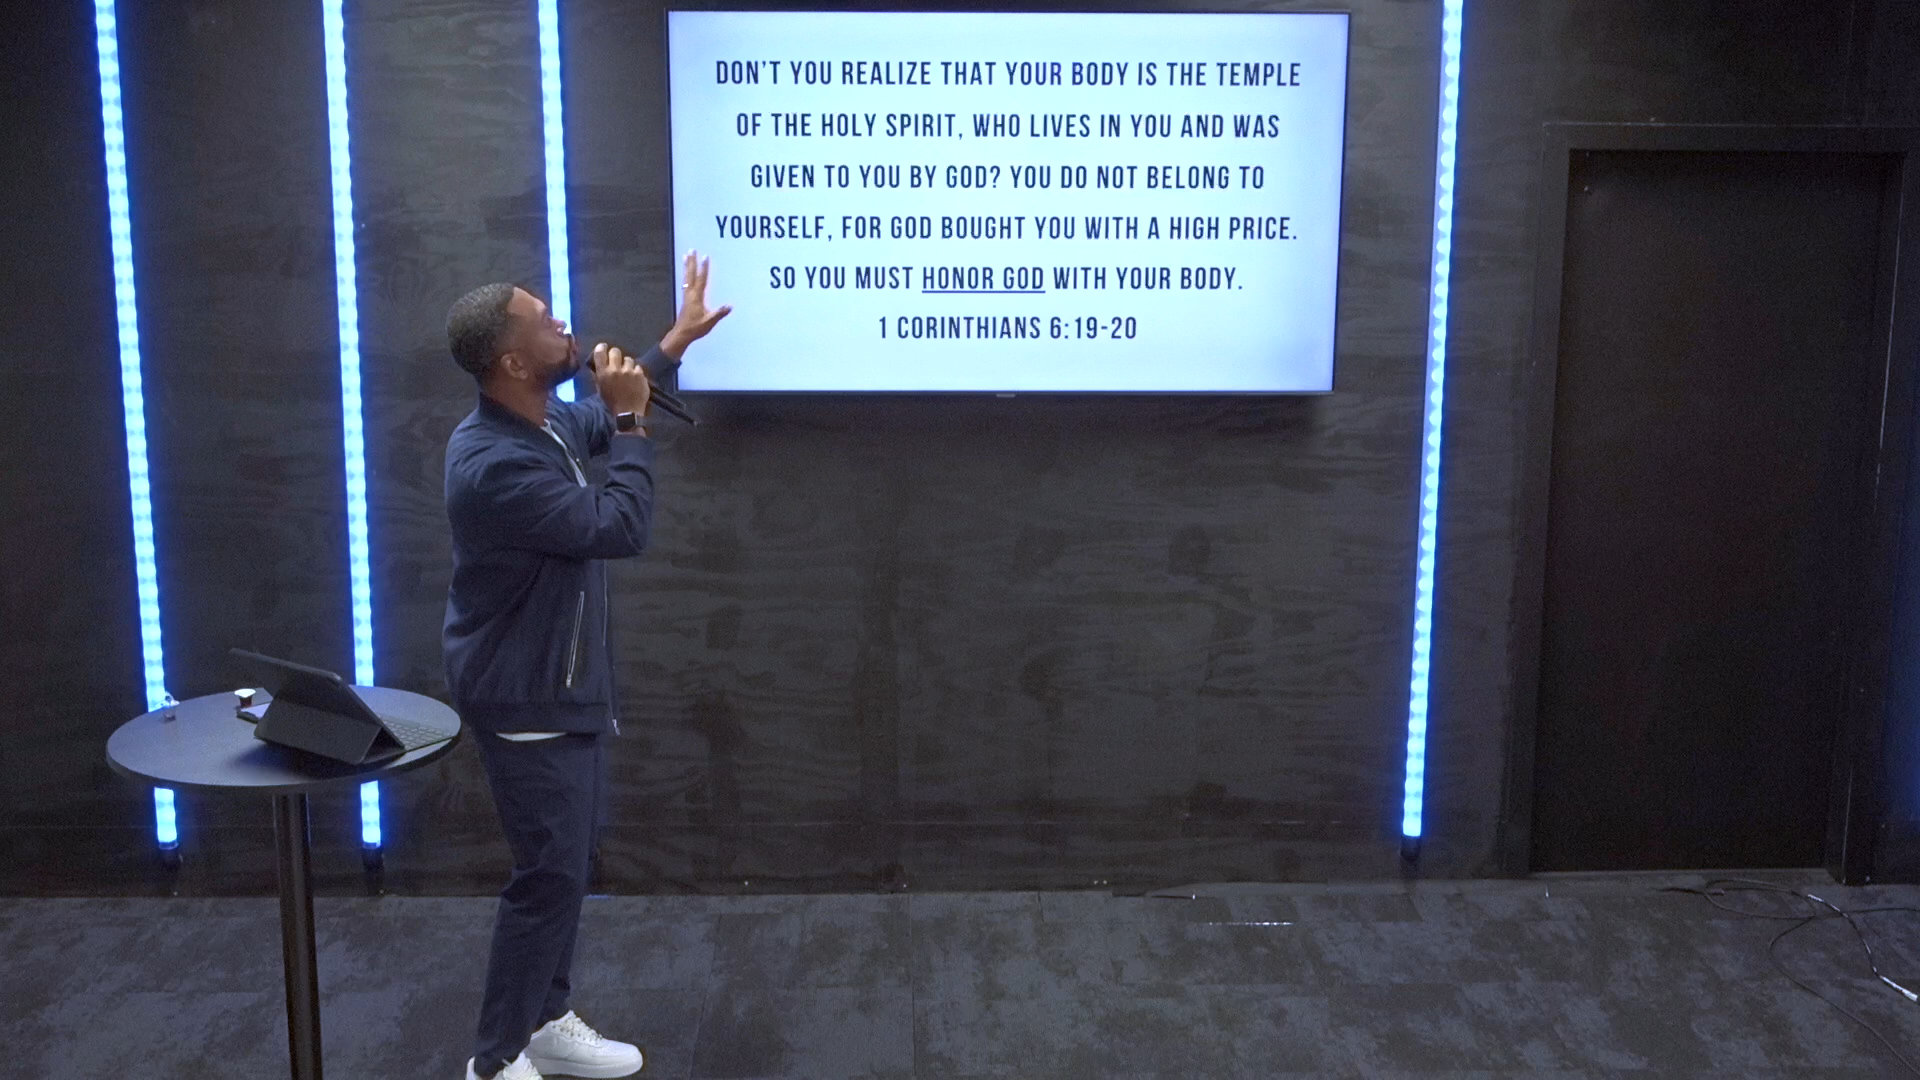 DON'T YOU REALIZE THAT YOUR BODY IS THE TEMPLE
OF THE HOLY SPIRIT, WHO LIVES IN YOU AND WAS
GIVEN TO YOU BY GOD? YOU DO NOT BELONG TO
YOURSELF, FOR GOD BOUGHT YOU WITH A HIGH PRICE.
SO YOU MUST HONOR GOD WITH YOUR BODY.
1 CORINTHIANS 6:19-20